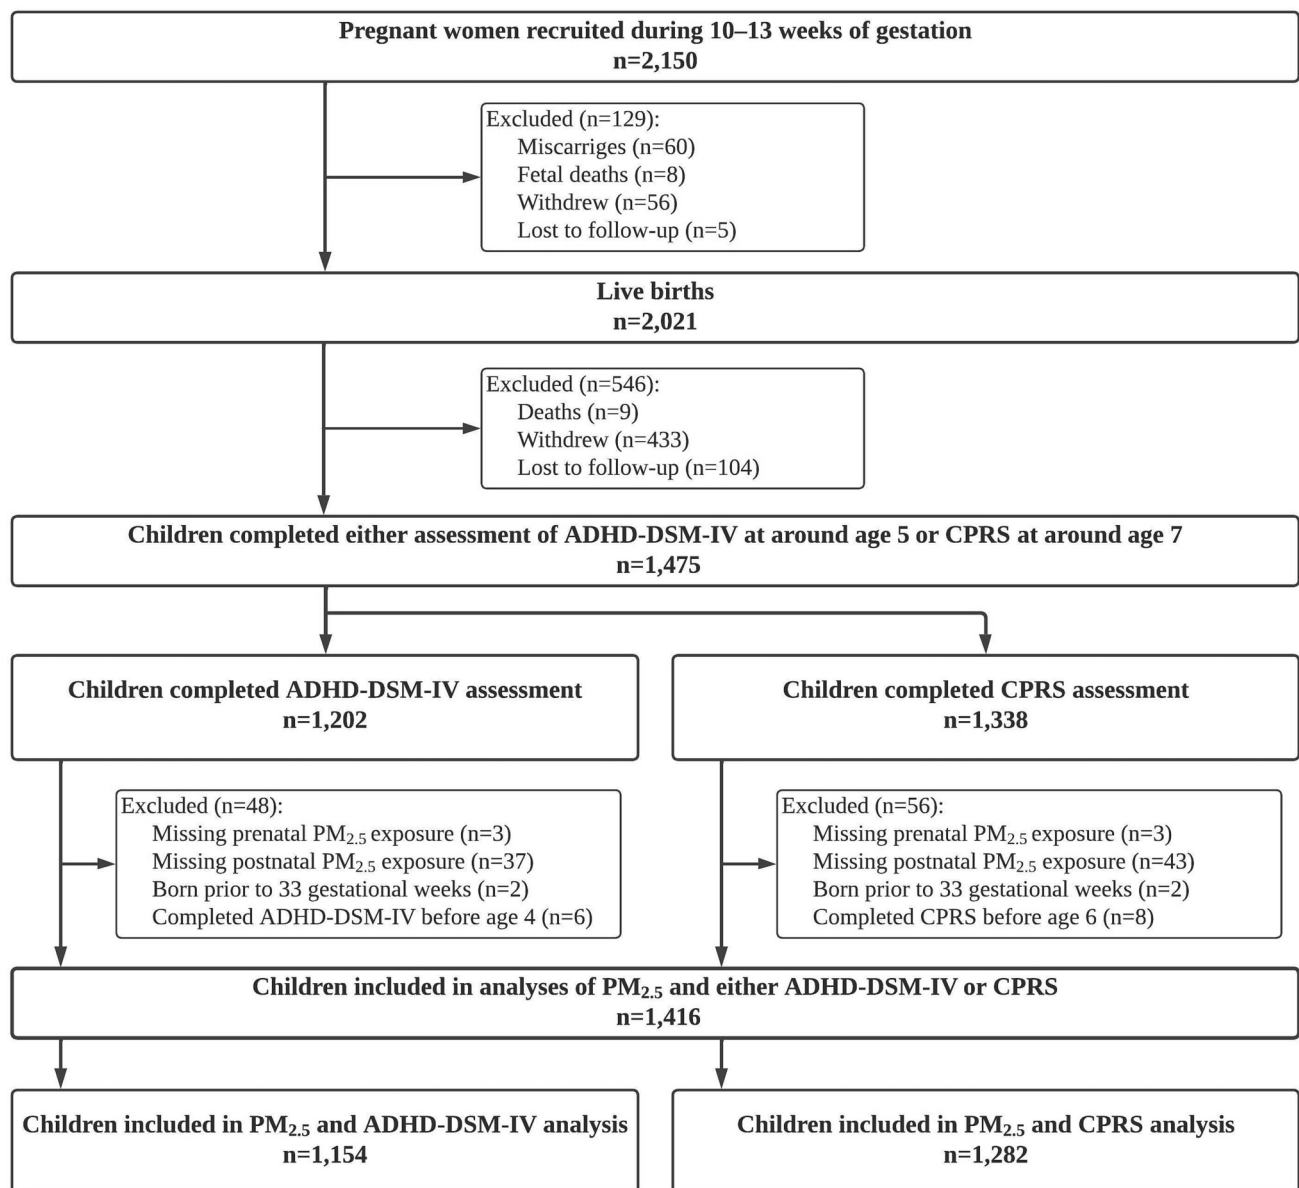 Pregnant women recruited during 10–13 weeks of gestation
n=2,150
Excluded (n=129):
Miscarriges (n=60)
Fetal deaths (n=8)
Withdrew (n=56)
Lost to follow-up (n=5)
Live births
n=2,021
Excluded (n=546):
Deaths (n=9)
Withdrew (n=433)
Lost to follow-up (n=104)
Children completed either assessment of ADHD-DSM-IV at around age 5 or CPRS at around age 7
n=1,475
Children completed ADHD-DSM-IV assessment
n=1,202
Children completed CPRS assessment
n=1,338
Excluded (n=48):
Missing prenatal PM2.5 exposure (n=3)
Missing postnatal PM2.5 exposure (n=37)
Born prior to 33 gestational weeks (n=2)
Completed ADHD-DSM-IV before age 4 (n=6)
Excluded (n=56):
Missing prenatal PM2.5 exposure (n=3)
Missing postnatal PM2.5 exposure (n=43)
Born prior to 33 gestational weeks (n=2)
Completed CPRS before age 6 (n=8)
Children included in analyses of PM2.5 and either ADHD-DSM-IV or CPRS
n=1,416
Children included in PM2.5 and ADHD-DSM-IV analysis
n=1,154
Children included in PM2.5 and CPRS analysis
n=1,282